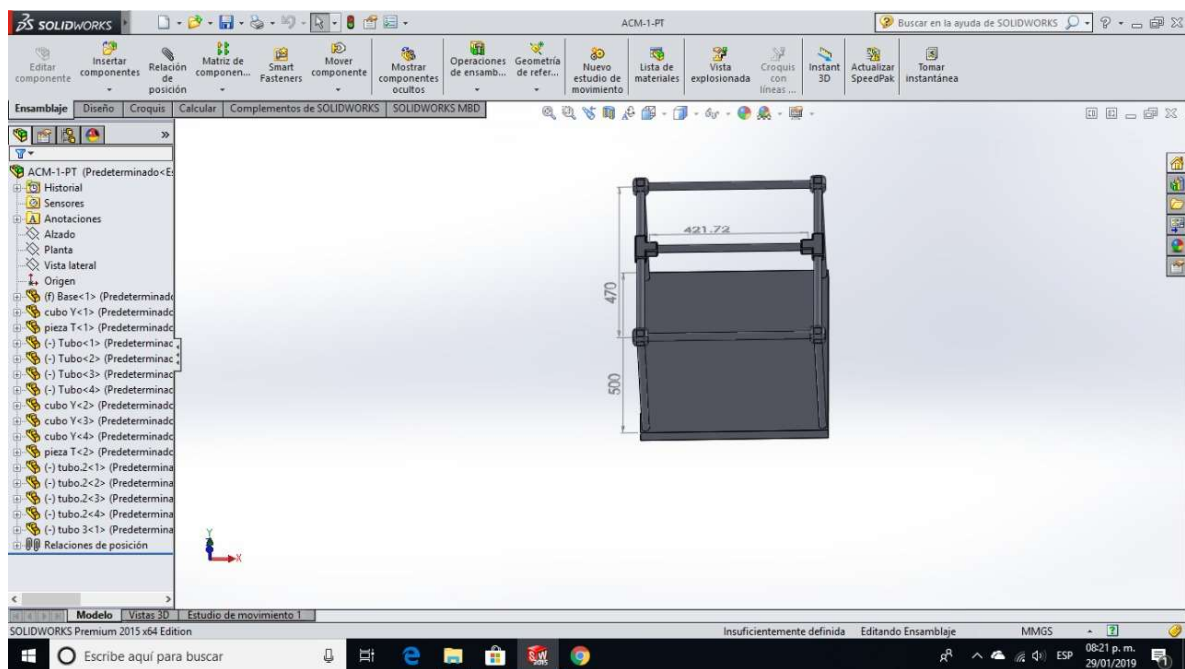 SOLIDWORKS
ACM-1-PT
Buscar en la ayuda de SOLIDWORKS
Editar componente
Insertar componentes
Relación de posición
Matriz de componen...
Smart Fasteners
Mover componente
Mostrar componentes ocultos
Operaciones de ensamb...
Geometría de refer...
Nuevo estudio de movimiento
Lista de materiales
Vista explosionada
Croquis con líneas ...
Instant 3D
Actualizar SpeedPak
Tomar instantánea
Ensamblaje Diseño Croquis Calcular Complementos de SOLIDWORKS SOLIDWORKS MBD
ACM-1-PT (Predeterminado<E
Historial
Sensores
Anotaciones
Alzado
Planta
Vista lateral
Origen
(f) Base<1> (Predeterminado
cubo Y<1> (Predeterminado
pieza T<1> (Predeterminado
(-) Tubo<1> (Predeterminac
(-) Tubo<2> (Predeterminac
(-) Tubo<3> (Predeterminac
(-) Tubo<4> (Predeterminac
cubo Y<2> (Predeterminado
cubo Y<3> (Predeterminado
cubo Y<4> (Predeterminado
pieza T<2> (Predeterminado
(-) tubo.2<1> (Predetermina
(-) tubo.2<2> (Predetermina
(-) tubo.2<3> (Predetermina
(-) tubo.2<4> (Predetermina
(-) tubo 3<1> (Predetermina
Relaciones de posición
421.72
470
500
Y
X
Modelo Vistas 3D Estudio de movimiento 1
SOLIDWORKS Premium 2015 x64 Edition
Insuficientemente definida Editando Ensamblaje MMGS
Escribe aquí para buscar
ESP
08:21 p. m.
29/01/2019